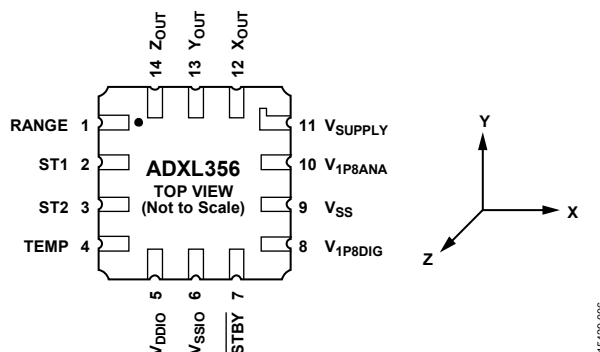 14 ZOUT
13 YOUT
12 XOUT
RANGE 1
ST1 2
ST2 3
TEMP 4
ADXL356
TOP VIEW
(Not to Scale)
11 VSUPPLY
10 V1P8ANA
9 VSS
8 V1P8DIG
VDDIO 5
VSSIO 6
STBY 7
Y
X
Z